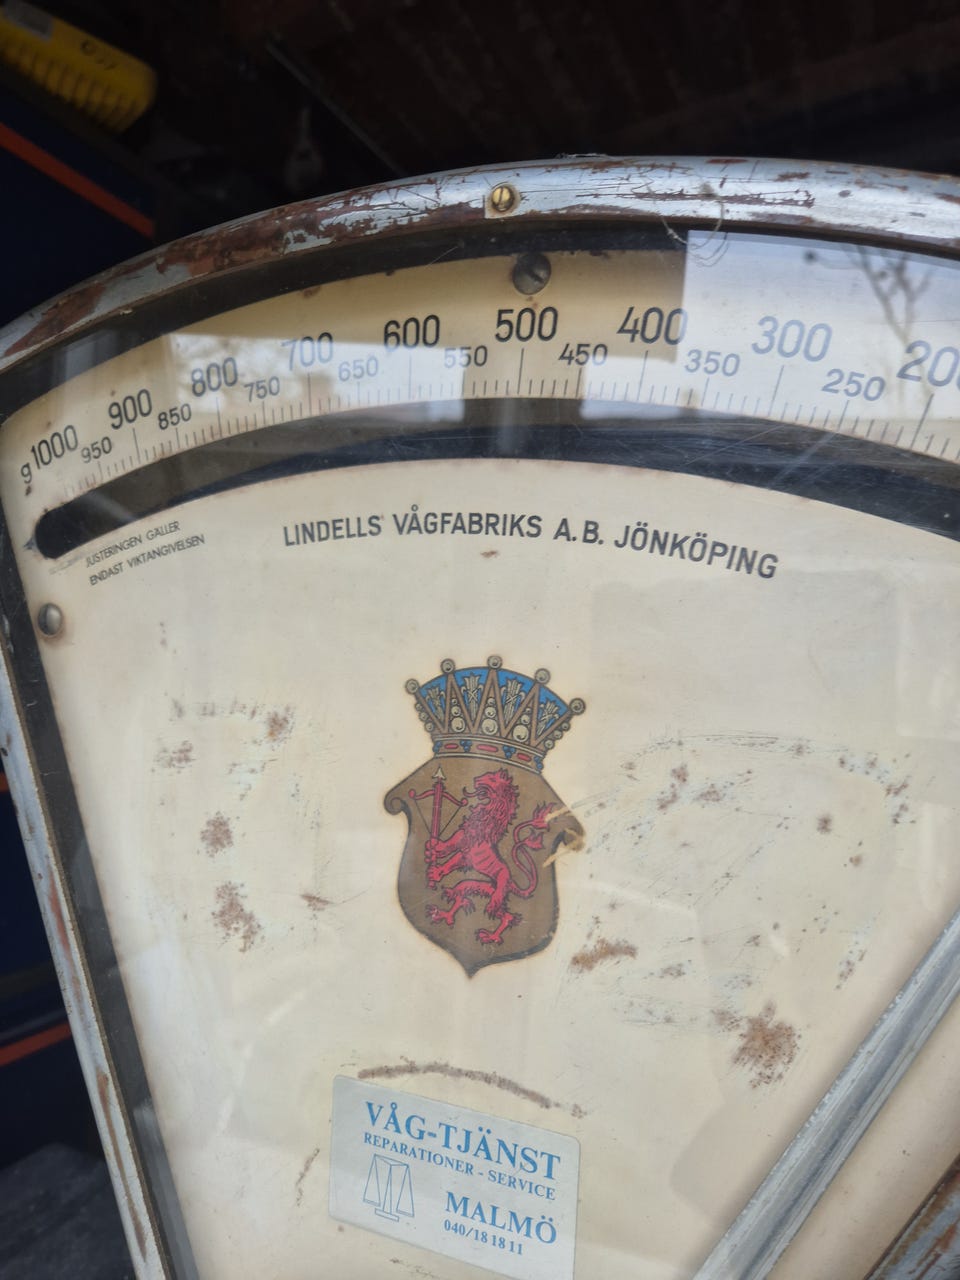 g 1000 900 800 700 600 500 400 300
950 850 750 650 550 450 350 250
JUSTERINGEN GÄLLER
ENDAST VIKTANGIVELSEN
LINDELLS VÅGFABRIKS A.B. JÖNKÖPING
VÅG-TJÄNST
REPARATIONER - SERVICE
MALMÖ
040/18 18 11